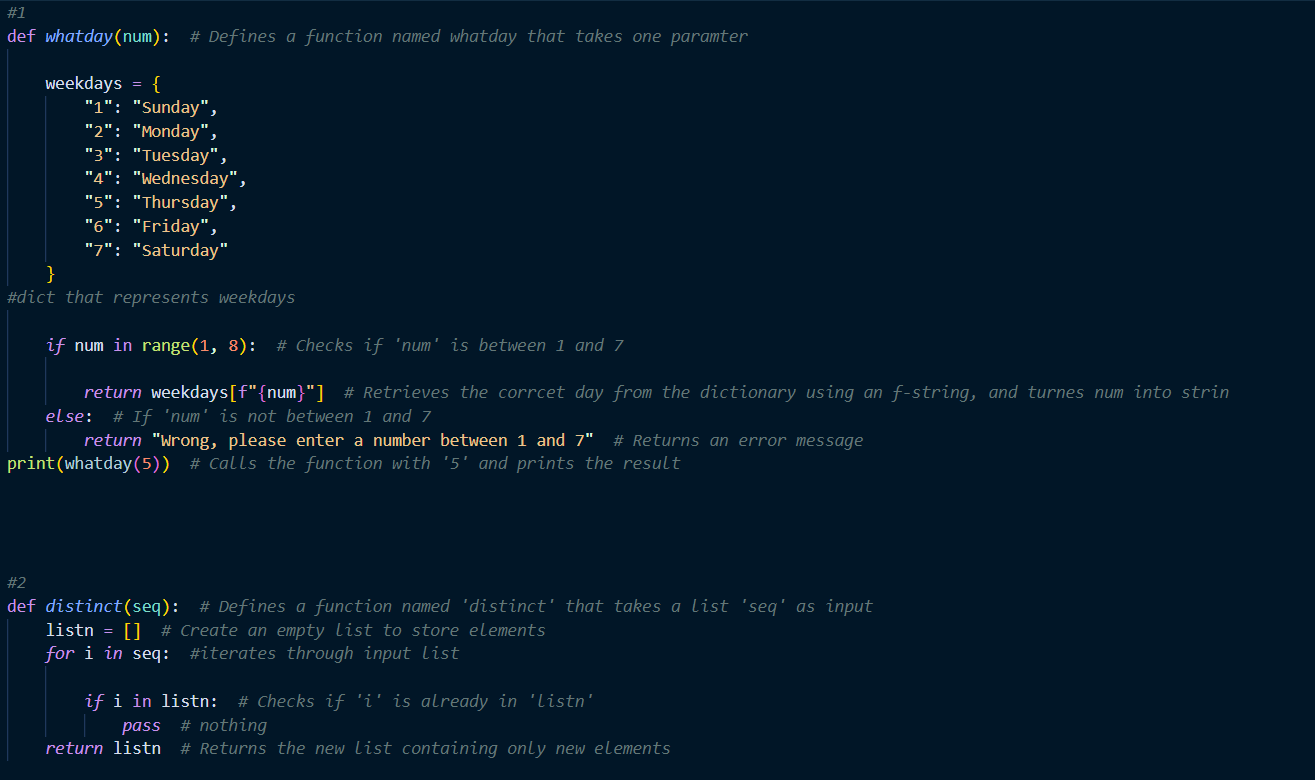 #1
def whatday(num):  # Defines a function named whatday that takes one paramter
    weekdays = {
        "1": "Sunday",
        "2": "Monday",
        "3": "Tuesday",
        "4": "Wednesday",
        "5": "Thursday",
        "6": "Friday",
        "7": "Saturday"
    }
#dict that represents weekdays
    if num in range(1, 8):  # Checks if 'num' is between 1 and 7
        return weekdays[f"{num}"]  # Retrieves the corrcet day from the dictionary using an f-string, and turnes num into strin
    else:  # If 'num' is not between 1 and 7
        return "Wrong, please enter a number between 1 and 7"  # Returns an error message
print(whatday(5))  # Calls the function with '5' and prints the result
#2
def distinct(seq):  # Defines a function named 'distinct' that takes a list 'seq' as input
    listn = []  # Create an empty list to store elements
    for i in seq:  #iterates through input list
        if i in listn:  # Checks if 'i' is already in 'listn'
            pass  # nothing
    return listn  # Returns the new list containing only new elements